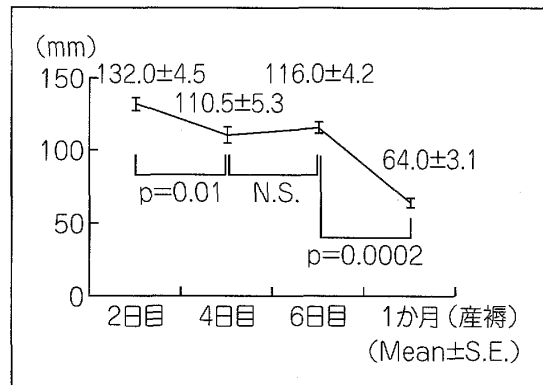 (mm)
150
132.0±4.5
116.0±4.2
110.5±5.3
100
64.0±3.1
p=0.01
N.S.
50
p=0.0002
0
2日目
4日目
6日目
1か月(産褥)
(Mean±S.E.)